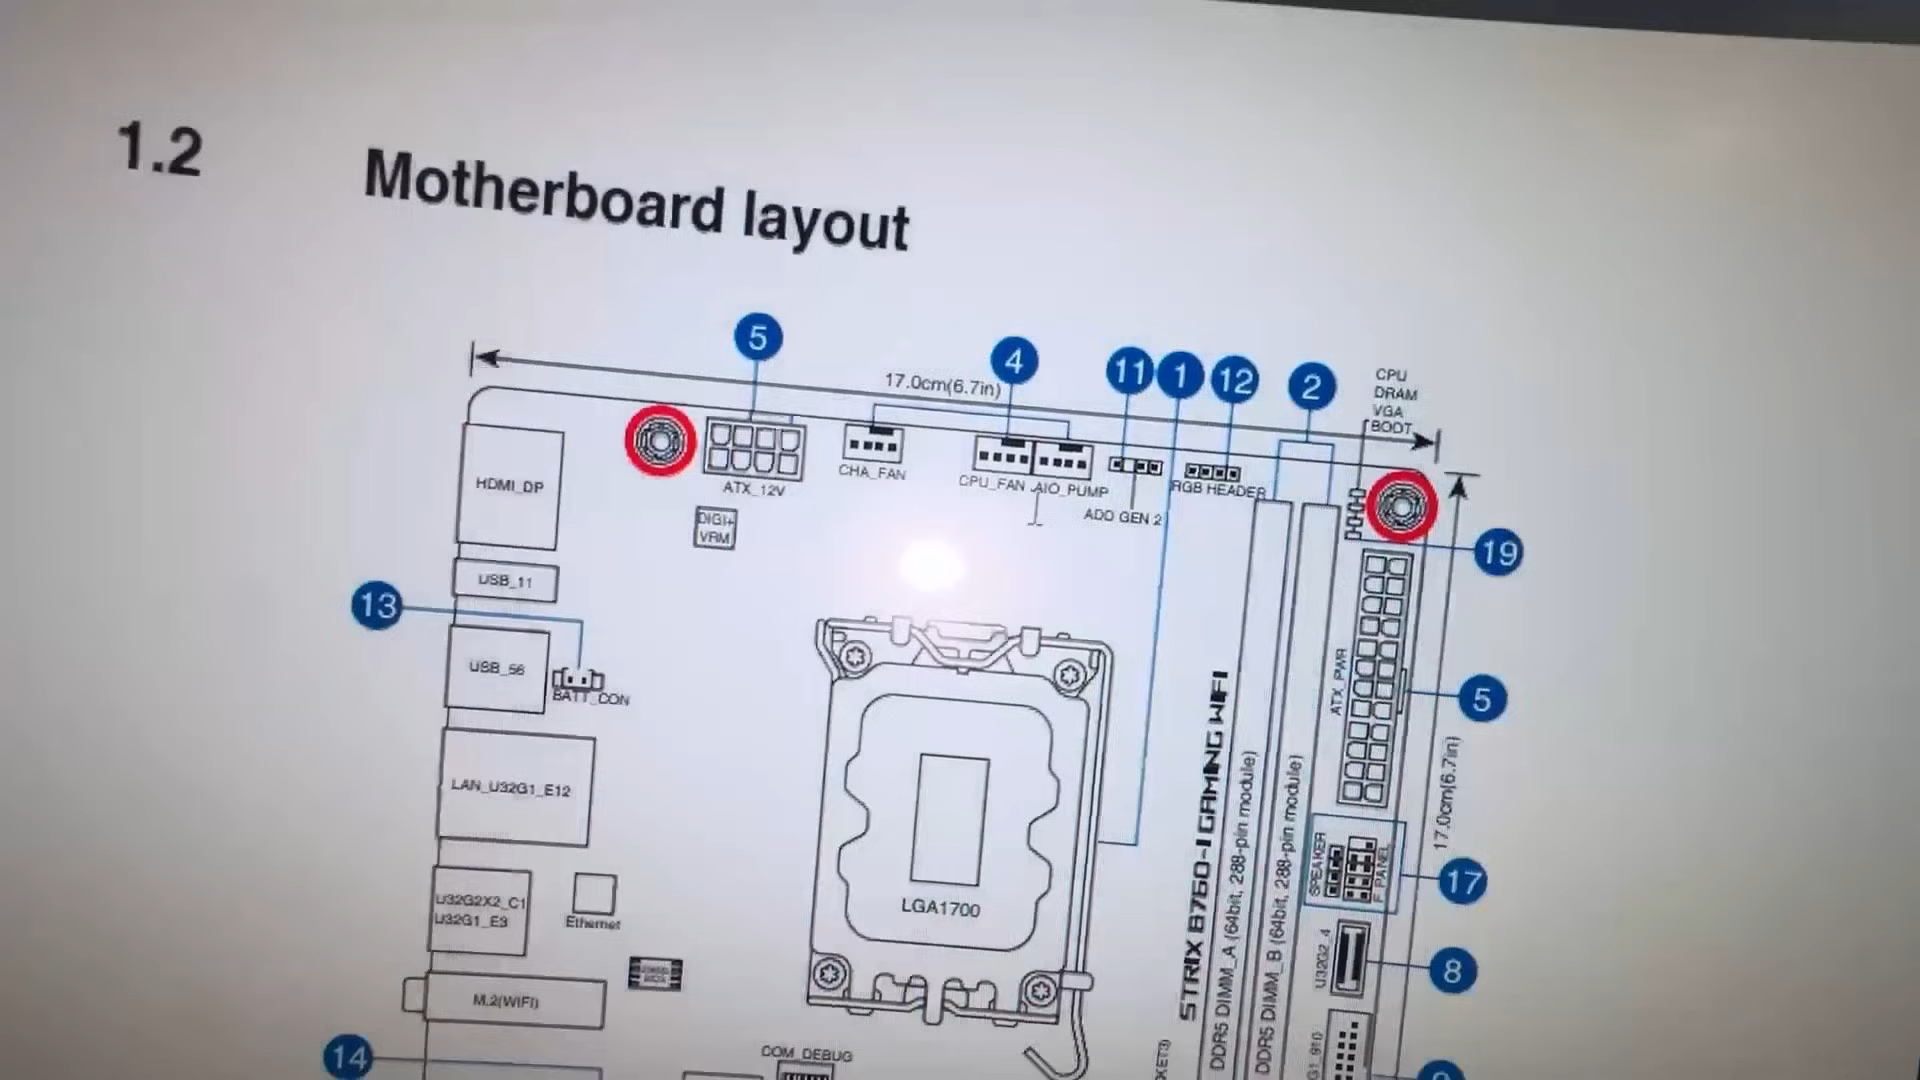 1.2 Motherboard layout
5
4
11
1
12
2
CPU
DRAM
VGA
BOOT
17.0cm(6.7in)
HDMI_DP
ATX_12V
CHA_FAN
CPU_FAN
AIO_PUMP
ADD GEN 2
RGB HEADER
DIGI+
VRM
19
USB_11
13
USB_56
BATT_CON
ATX_PWR
5
17.0cm(6.7in)
LAN_U32G1_E12
STRIX B760-I GAMING WIFI
DDR5 DIMM_A (64bit, 288-pin module)
DDR5 DIMM_B (64bit, 288-pin module)
SPEAKER
F_PANEL
17
U32G2X2_C1
U32G1_E3
Ethernet
LGA1700
U32G2_4
8
M.2(WIFI)
14
COM_DEBUG
KET3)
G1_910
9